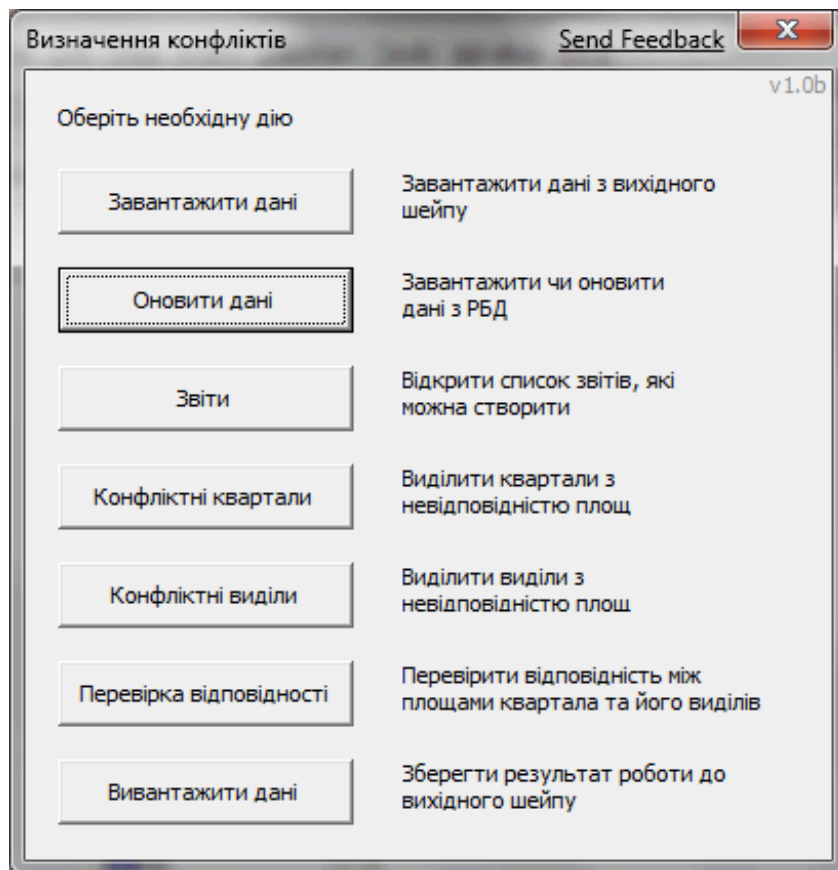 Визначення конфліктів Send Feedback
v1.0b
Оберіть необхідну дію
Завантажити дані
Завантажити дані з вихідного
шейпу
Оновити дані
Завантажити чи оновити
дані з РБД
Звіти
Відкрити список звітів, які
можна створити
Конфліктні квартали
Виділити квартали з
невідповідністю площ
Конфліктні виділи
Виділити виділи з
невідповідністю площ
Перевірка відповідності
Перевірити відповідність між
площами квартала та його виділів
Вивантажити дані
Зберегти результат роботи до
вихідного шейпу